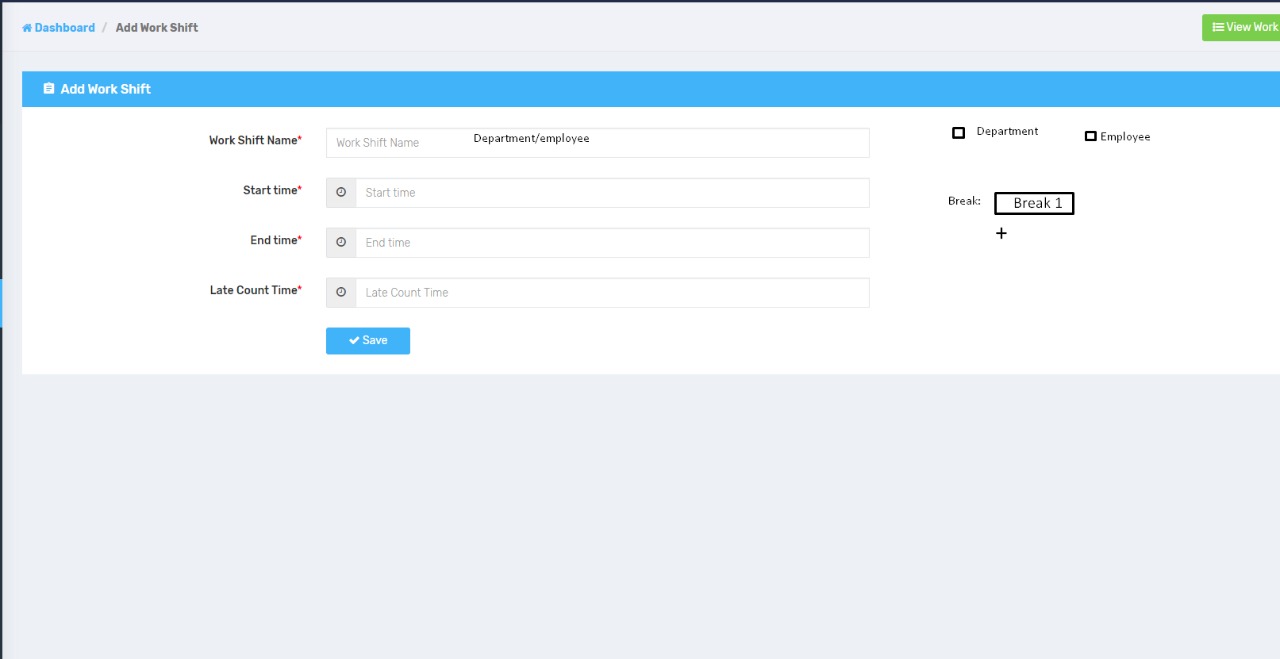 Dashboard / Add Work Shift
View Work
Add Work Shift
Work Shift Name*
Work Shift Name
Department/employee
Department
Employee
Start time*
Start time
Break:
Break 1
+
End time*
End time
Late Count Time*
Late Count Time
Save